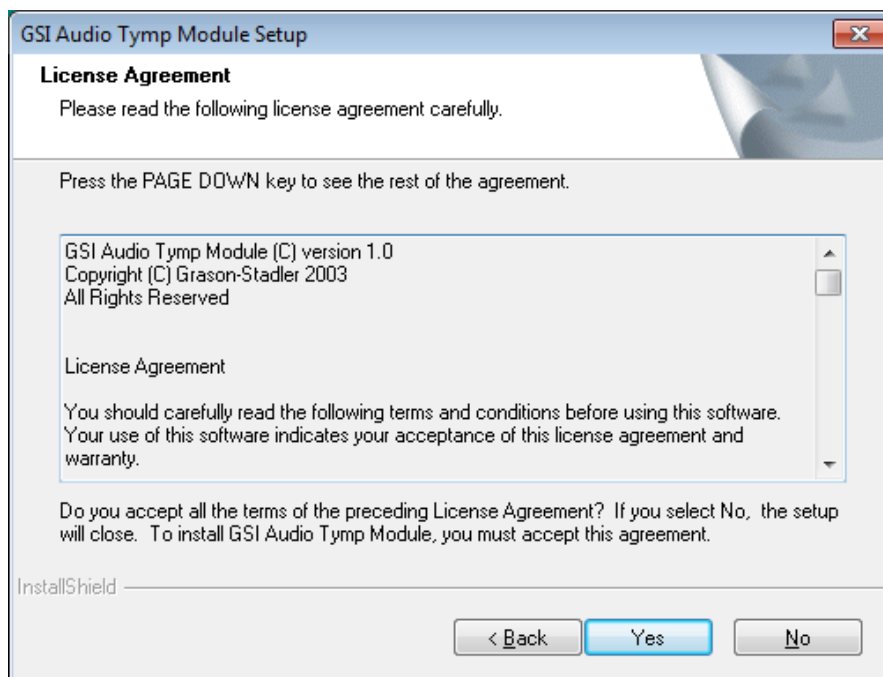 GSI Audio Tymp Module Setup
License Agreement
Please read the following license agreement carefully.
Press the PAGE DOWN key to see the rest of the agreement.
GSI Audio Tymp Module (C) version 1.0
Copyright (C) Grason-Stadler 2003
All Rights Reserved
License Agreement
You should carefully read the following terms and conditions before using this software.
Your use of this software indicates your acceptance of this license agreement and
warranty.
Do you accept all the terms of the preceding License Agreement? If you select No, the setup
will close. To install GSI Audio Tymp Module, you must accept this agreement.
InstallShield
< Back Yes No